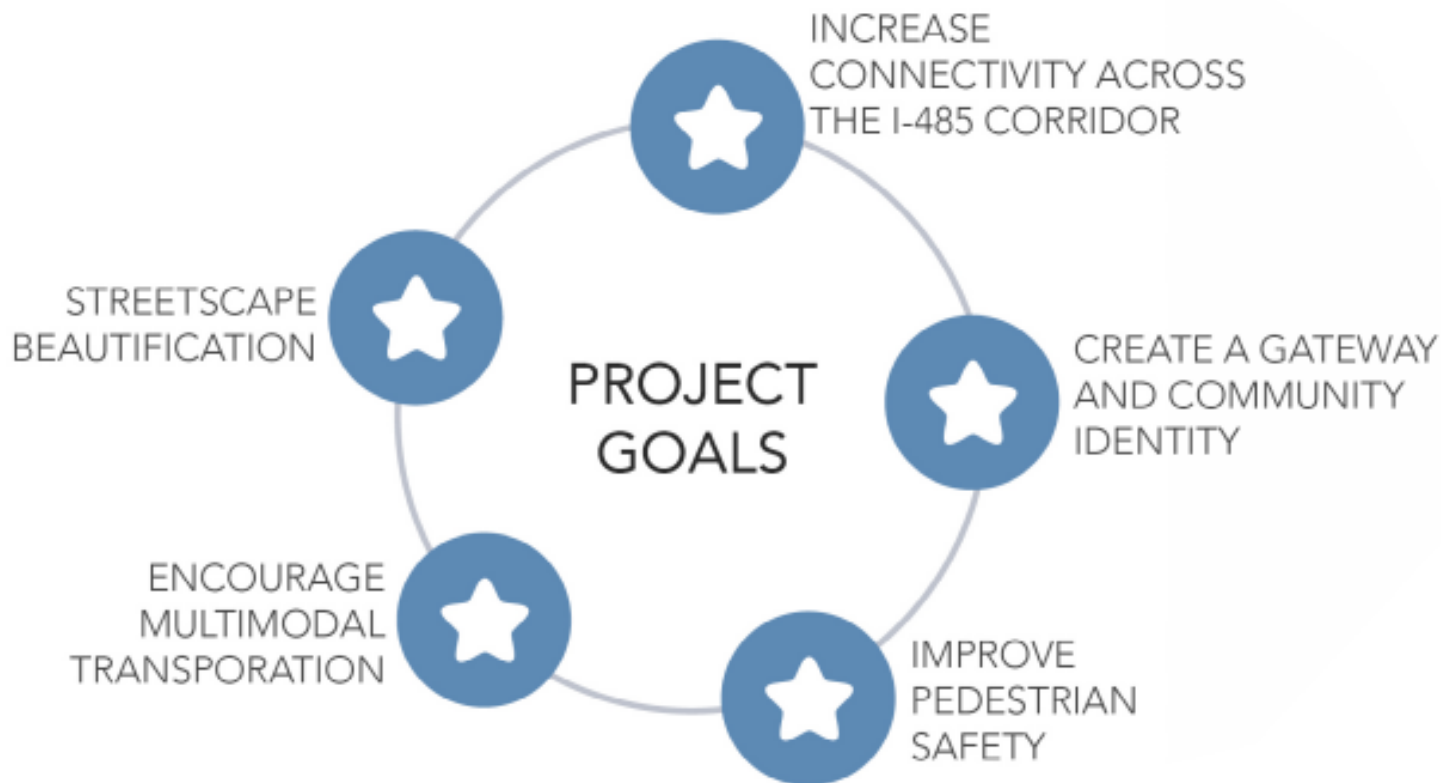 INCREASE
CONNECTIVITY ACROSS
THE I-485 CORRIDOR
STREETSCAPE
BEAUTIFICATION
PROJECT
GOALS
CREATE A GATEWAY
AND COMMUNITY
IDENTITY
ENCOURAGE
MULTIMODAL
TRANSPORATION
IMPROVE
PEDESTRIAN
SAFETY